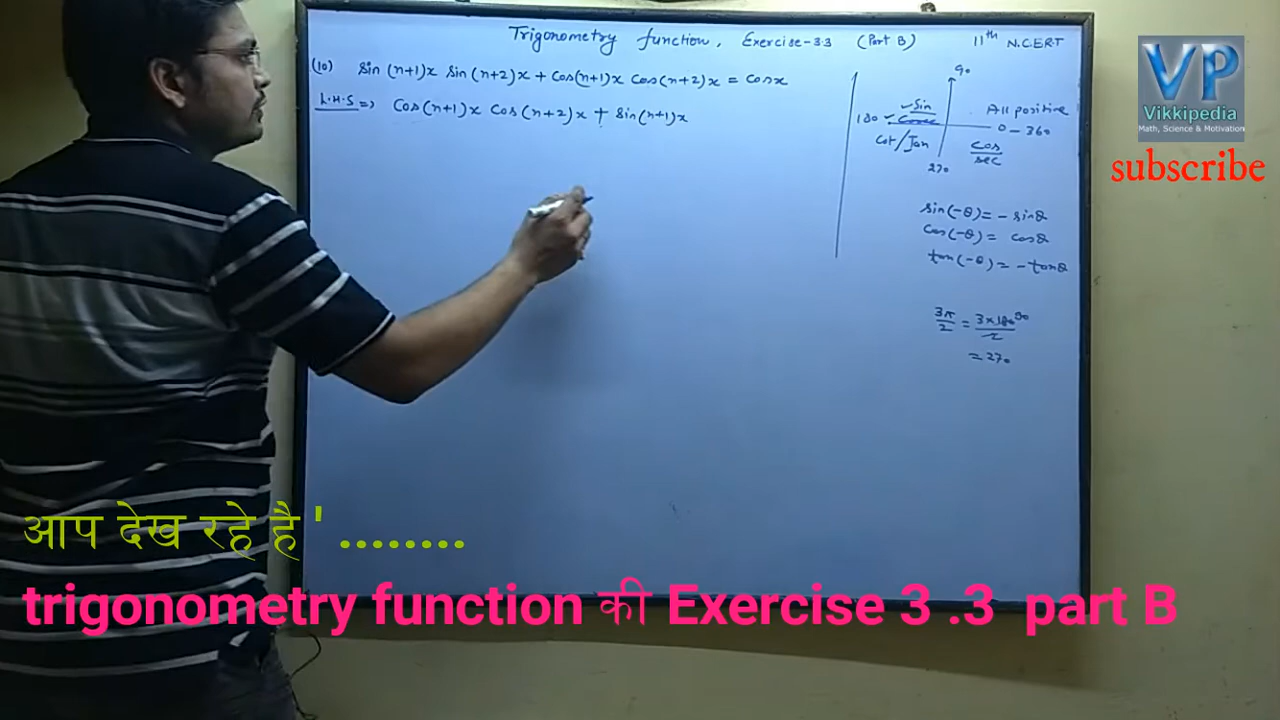 Trigonometry function, Exercise-3.3 (Part B) 11th N.C.E.R.T
(10) Sin (n+1)x Sin (n+2)x + Cos(n+1)x Cos(n+2)x = Cosx
L.H.S => Cos(n+1)x Cos(n+2)x + Sin(n+1)x
90
Sin
All positive
180 Cosec
0-360
Cot/Tan
Cos
sec
270
Sin(-θ) = - sinθ
Cos(-θ) = cosθ
tan(-θ) = -tanθ
3π/2 = 3×180 90/2
= 270
VP
Vikkipedia
Math, Science & Motivation
subscribe
आप देख रहे है ' ........
trigonometry function की Exercise 3 .3 part B